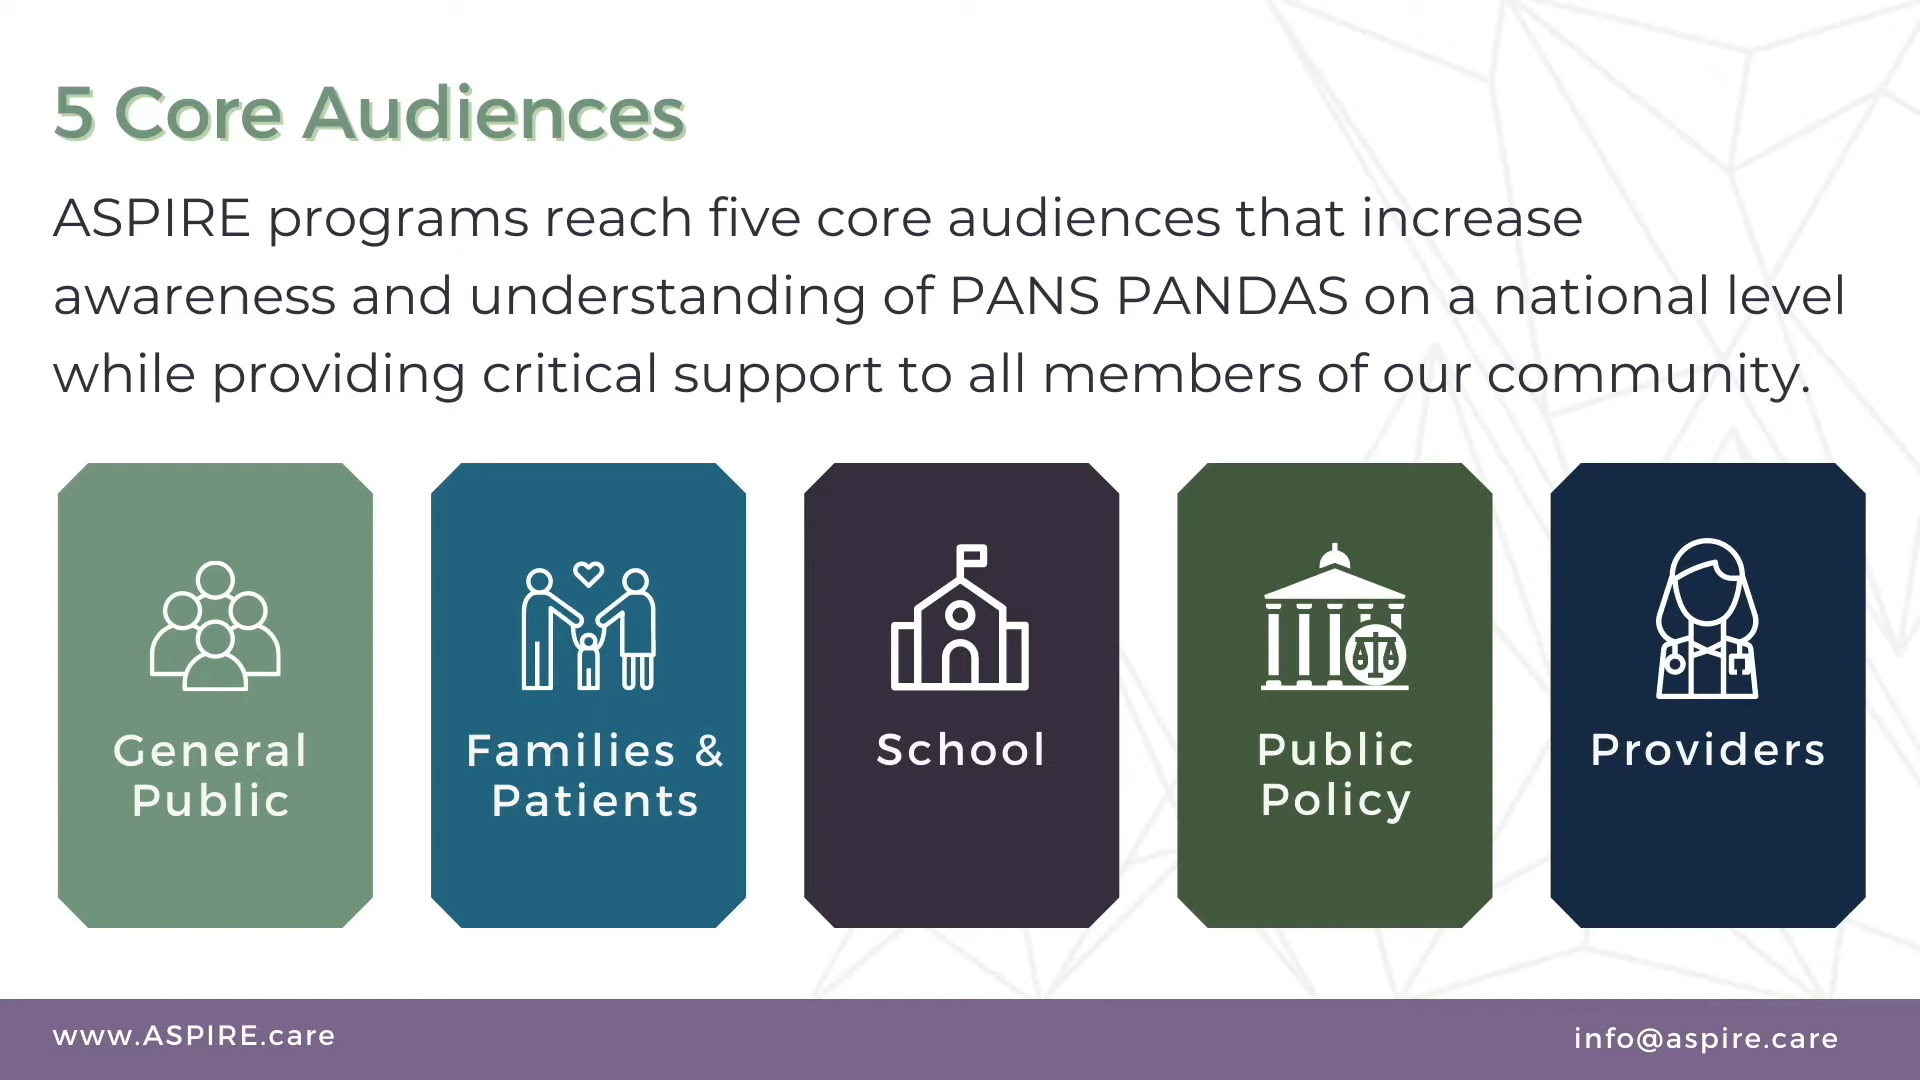 5 Core Audiences
ASPIRE programs reach five core audiences that increase
awareness and understanding of PANS PANDAS on a national level
while providing critical support to all members of our community.
General
Public
Families &
Patients
School
Public
Policy
Providers
www.ASPIRE.care
info@aspire.care